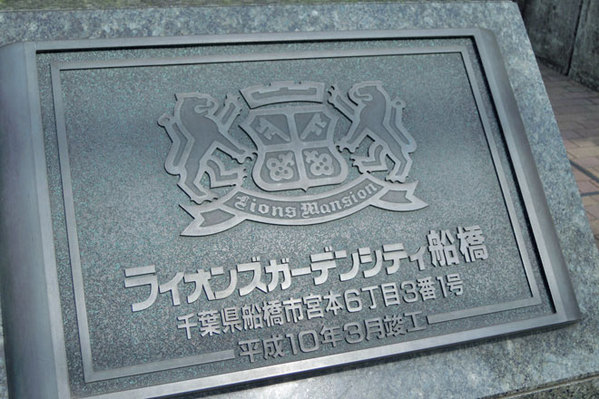 Lions Mansion
ライオンズガーデンシティ船橋
千葉県船橋市宮本6丁目3番1号
平成10年3月竣工